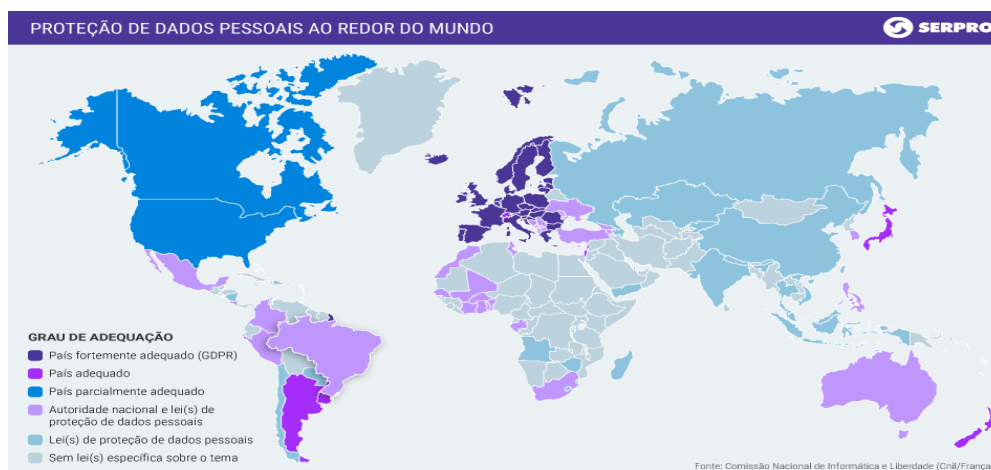 PROTEÇÃO DE DADOS PESSOAIS AO REDOR DO MUNDO
SERPRO
GRAU DE ADEQUAÇÃO
País fortemente adequado (GDPR)
País adequado
País parcialmente adequado
Autoridade nacional e lei(s) de
proteção de dados pessoais
Lei(s) de proteção de dados pessoais
Sem lei(s) específica sobre o tema
Fonte: Comissão Nacional de Informática e Liberdade (Cnil/França